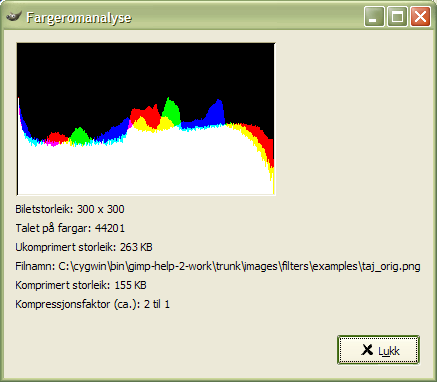 Fargeromanalyse
Biletstorleik: 300 x 300
Talet på fargar: 44201
Ukomprimert storleik: 263 KB
Filnamn: C:\cygwin\bin\gimp-help-2-work\trunk\images\filters\examples\taj_orig.png
Komprimert storleik: 155 KB
Kompressjonsfaktor (ca.): 2 til 1
Lukk